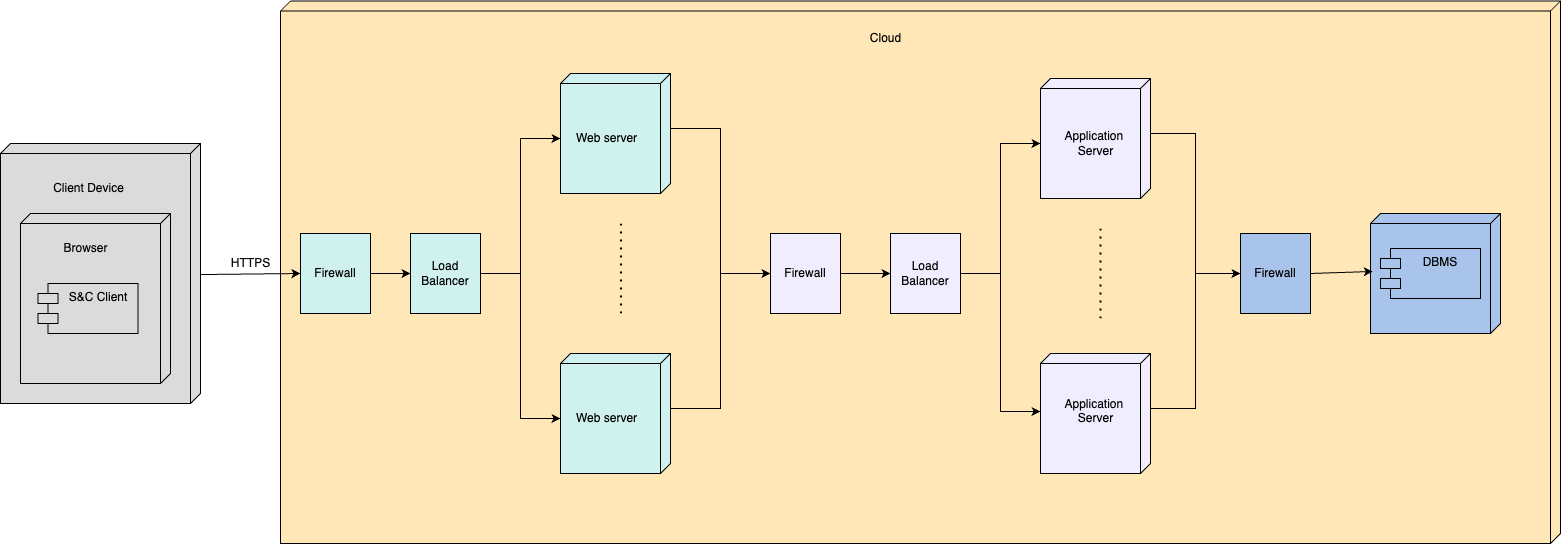 Cloud
Client Device
Browser
S&C Client
HTTPS
Firewall
Load
Balancer
Web server
Web server
Firewall
Load
Balancer
Application
Server
Application
Server
Firewall
DBMS